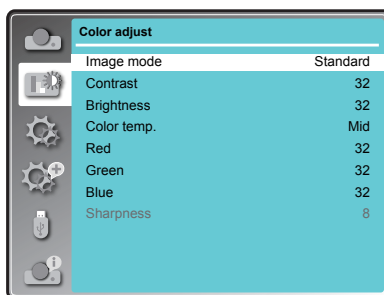 Color adjust
Image mode Standard
Contrast 32
Brightness 32
Color temp. Mid
Red 32
Green 32
Blue 32
Sharpness 8